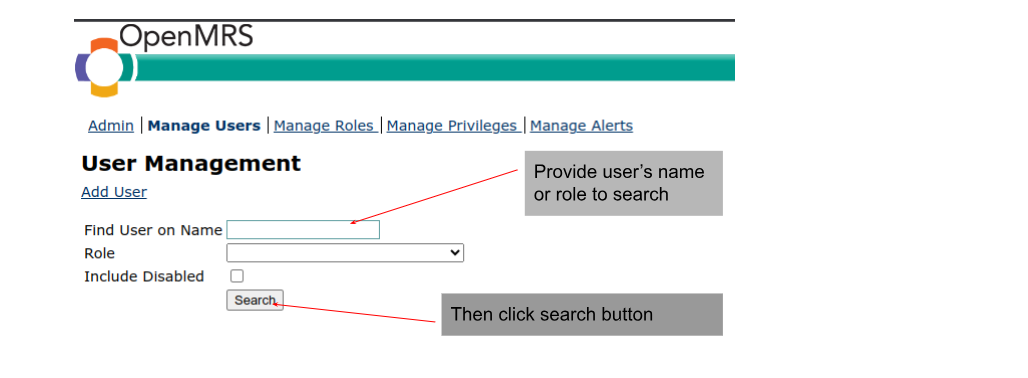 OpenMRS
Admin | Manage Users | Manage Roles | Manage Privileges | Manage Alerts
User Management
Add User
Provide user’s name
or role to search
Find User on Name
Role
Include Disabled
Search
Then click search button